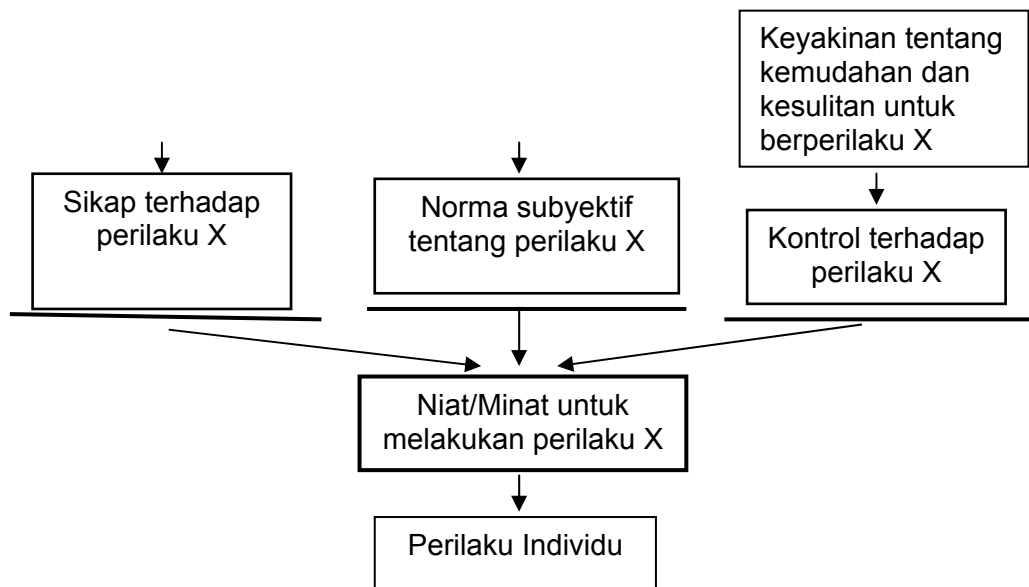 Keyakinan tentang
kemudahan dan
kesulitan untuk
berperilaku X
Sikap terhadap
perilaku X
Norma subyektif
tentang perilaku X
Kontrol terhadap
perilaku X
Niat/Minat untuk
melakukan perilaku X
Perilaku Individu